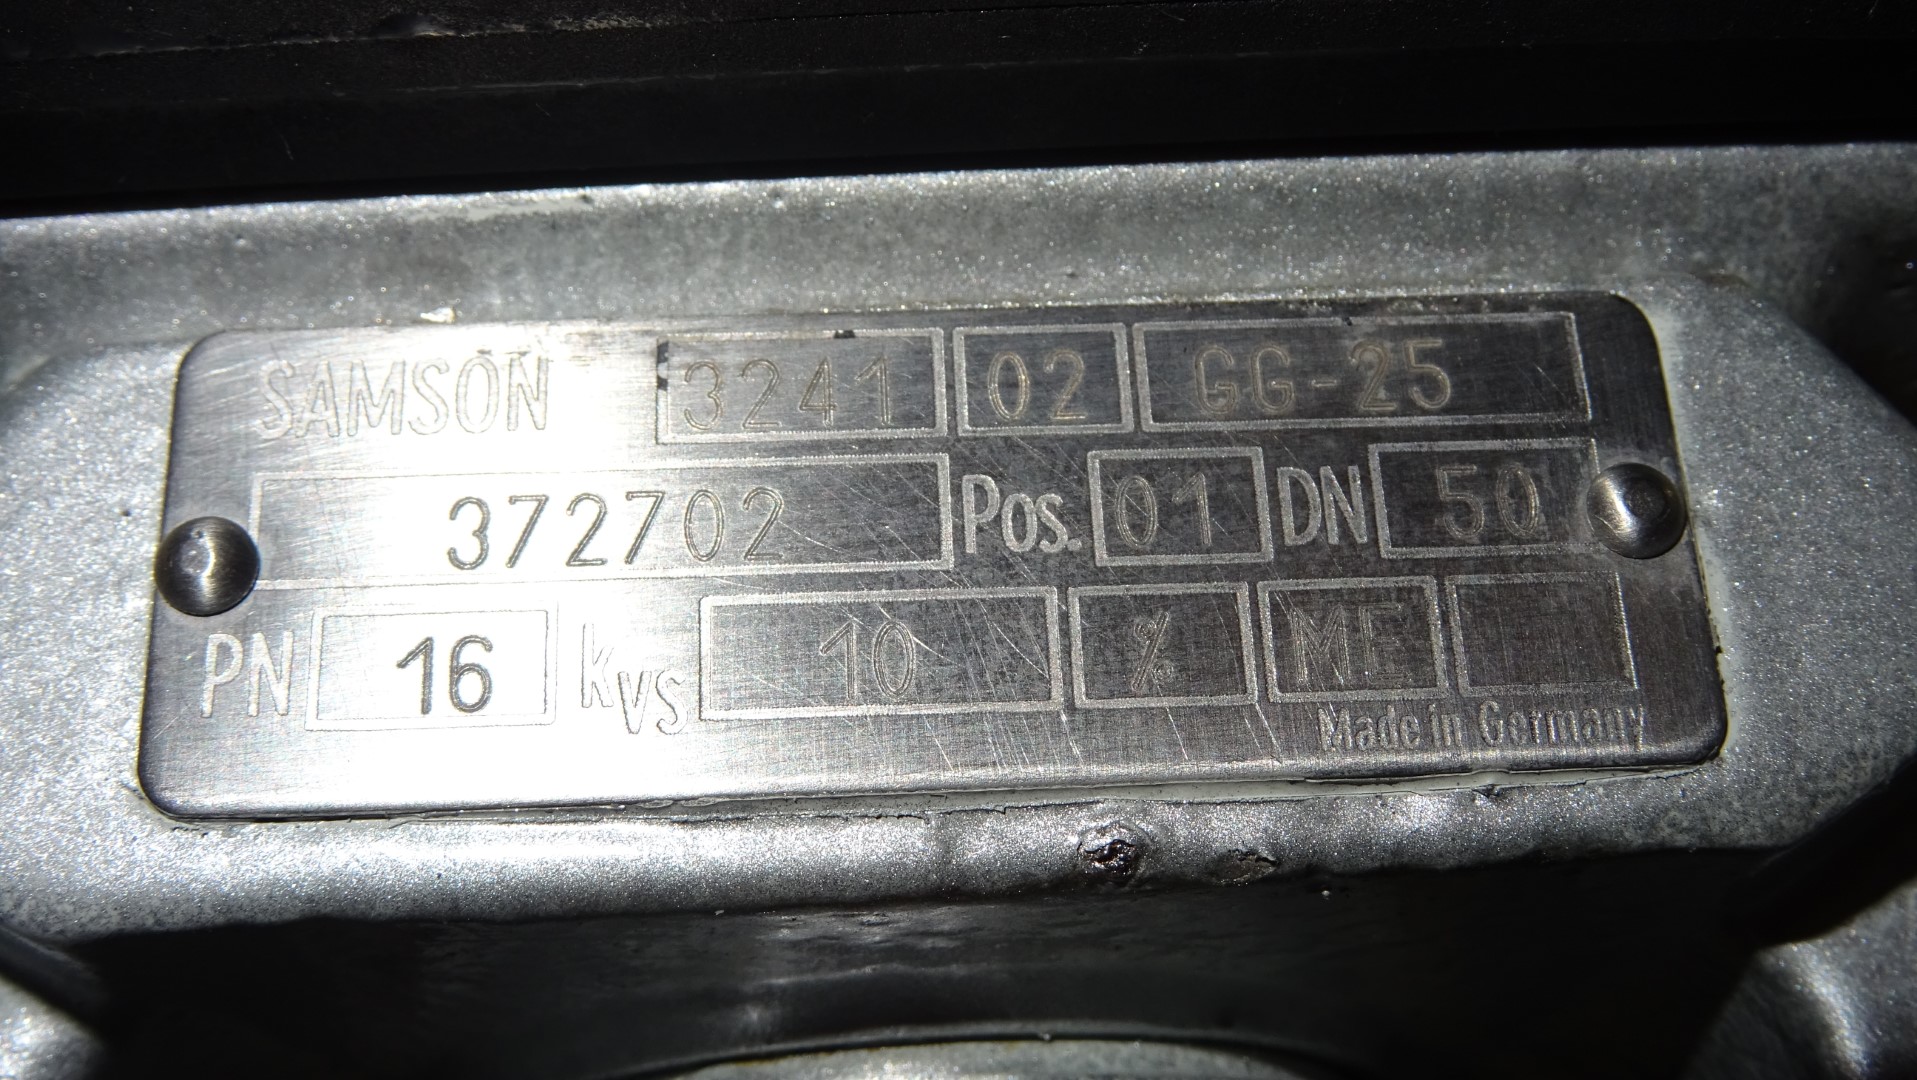 SAMSON 3241 02 GG-25
372702 Pos. 01 DN 50
PN 16 kvs 10 % ME
Made in Germany